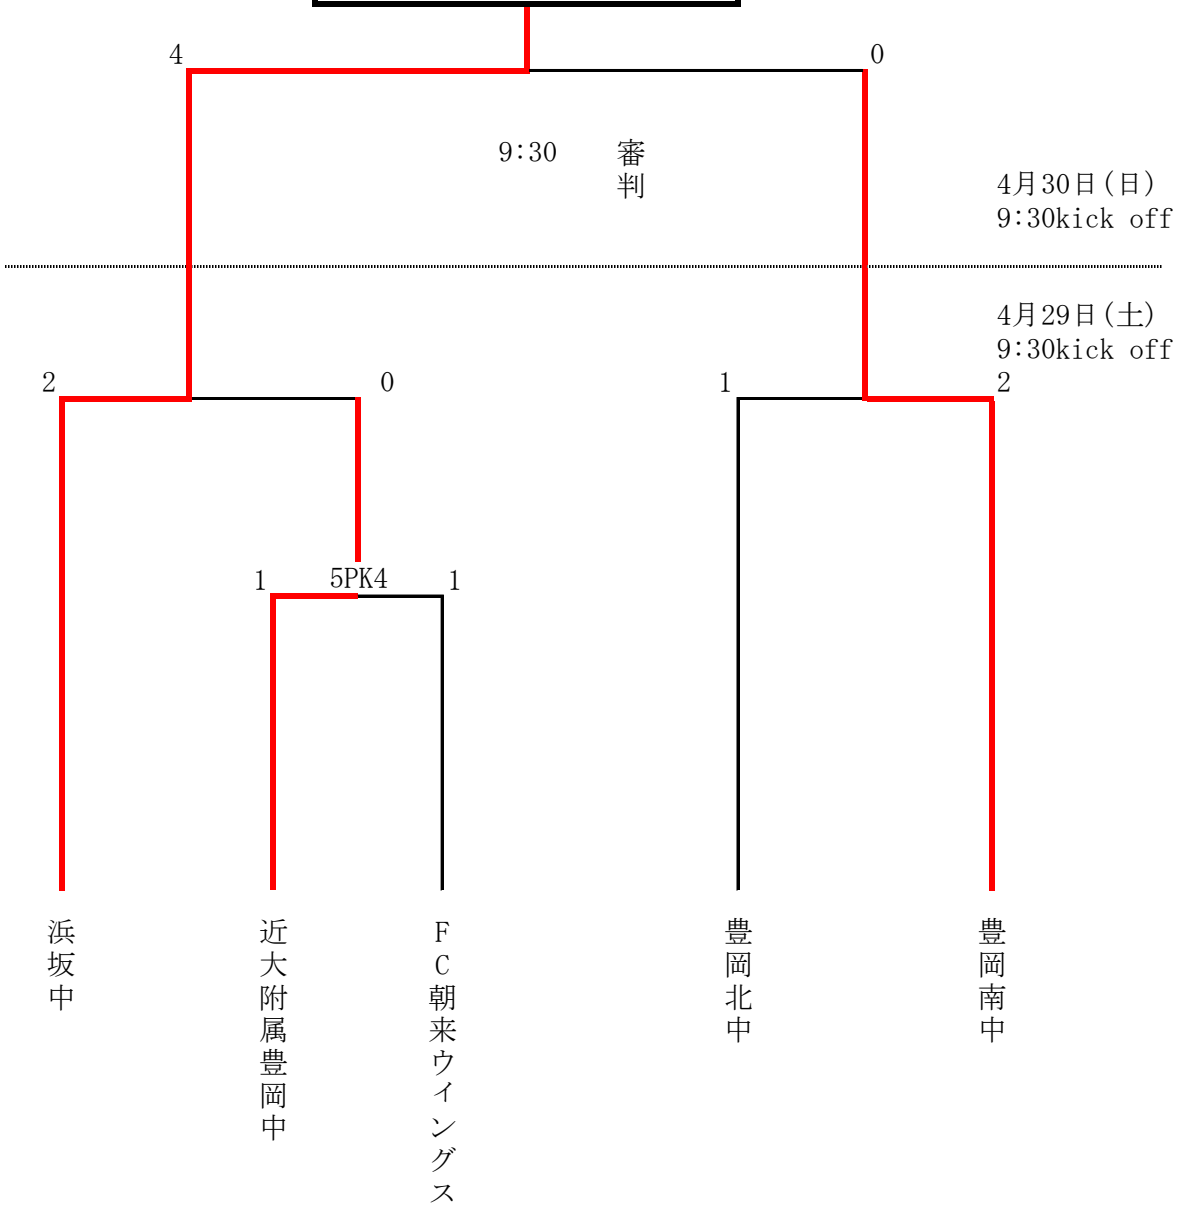 4
0
9:30
審判
4月30日(日)
9:30kick off
4月29日(土)
9:30kick off
2
0
1
2
1
5PK4
1
浜坂中
近大附属豊岡中
FC朝来ウィングス
豊岡北中
豊岡南中